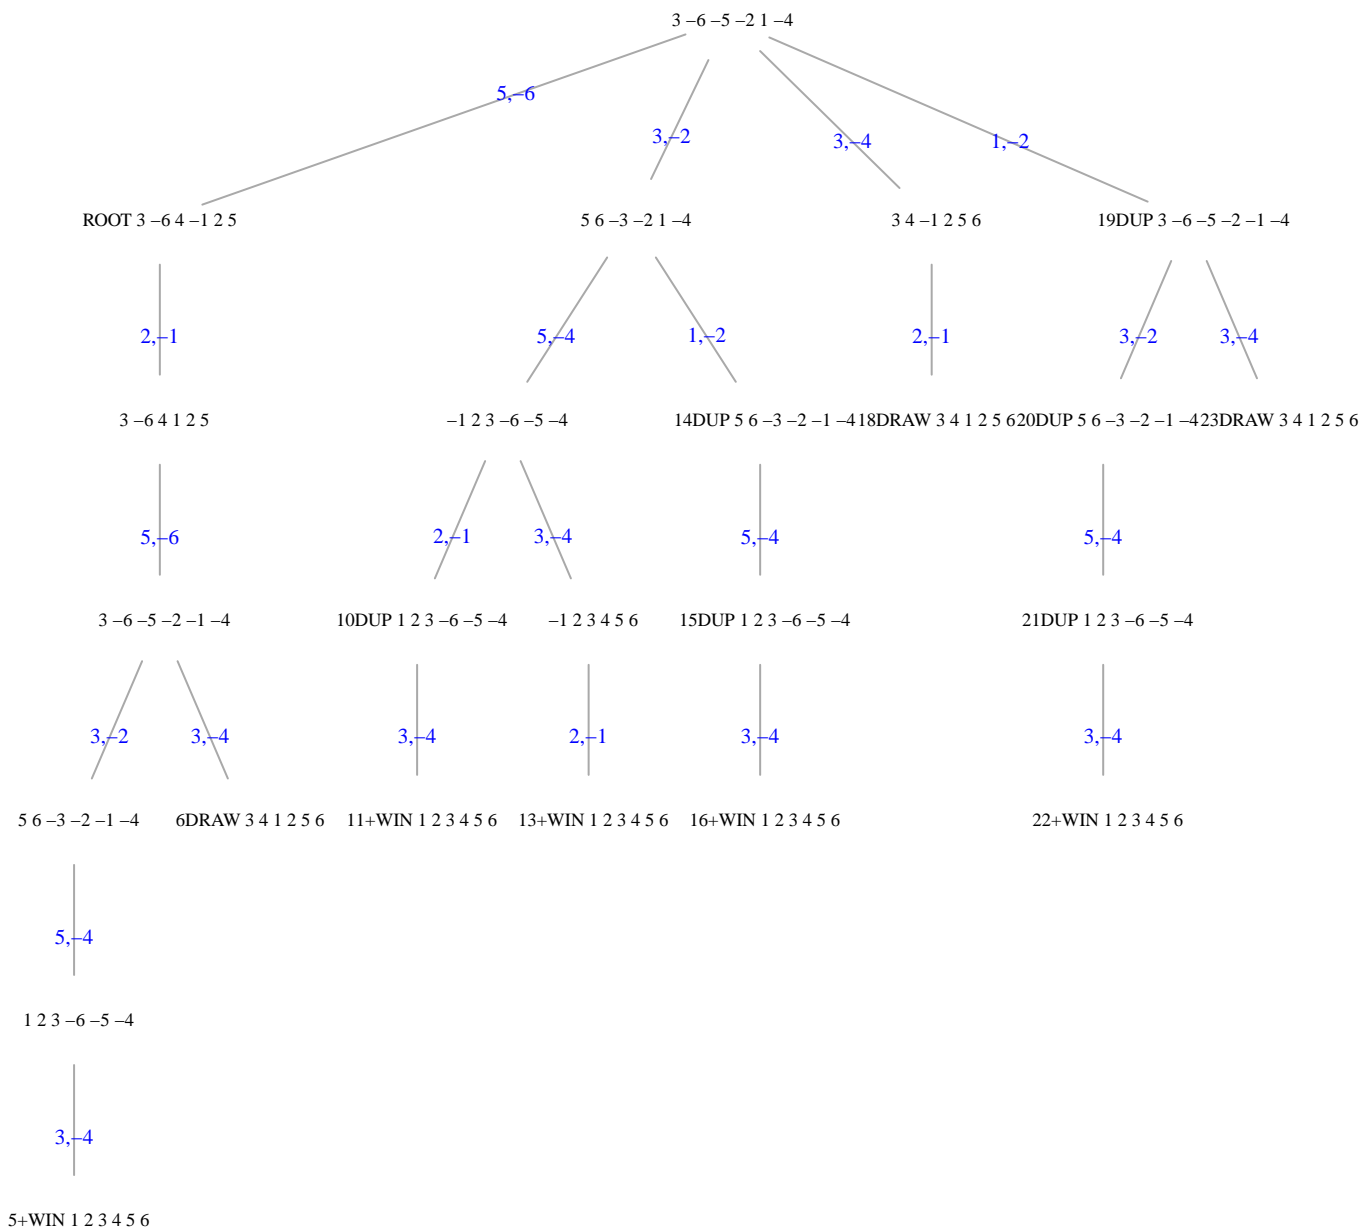 3 –6 –5 –2 1 –4
5,–6
3,–2
3,–4
1,–2
ROOT 3 –6 4 –1 2 5
5 6 –3 –2 1 –4
3 4 –1 2 5 6
19DUP 3 –6 –5 –2 –1 –4
2,–1
5,–4
1,–2
2,–1
3,–2
3,–4
3 –6 4 1 2 5
–1 2 3 –6 –5 –4
14DUP 5 6 –3 –2 –1 –4
18DRAW 3 4 1 2 5 6
20DUP 5 6 –3 –2 –1 –4
23DRAW 3 4 1 2 5 6
5,–6
2,–1
3,–4
5,–4
5,–4
3 –6 –5 –2 –1 –4
10DUP 1 2 3 –6 –5 –4
–1 2 3 4 5 6
15DUP 1 2 3 –6 –5 –4
21DUP 1 2 3 –6 –5 –4
3,–2
3,–4
3,–4
2,–1
3,–4
3,–4
5 6 –3 –2 –1 –4
6DRAW 3 4 1 2 5 6
11+WIN 1 2 3 4 5 6
13+WIN 1 2 3 4 5 6
16+WIN 1 2 3 4 5 6
22+WIN 1 2 3 4 5 6
5,–4
1 2 3 –6 –5 –4
3,–4
5+WIN 1 2 3 4 5 6